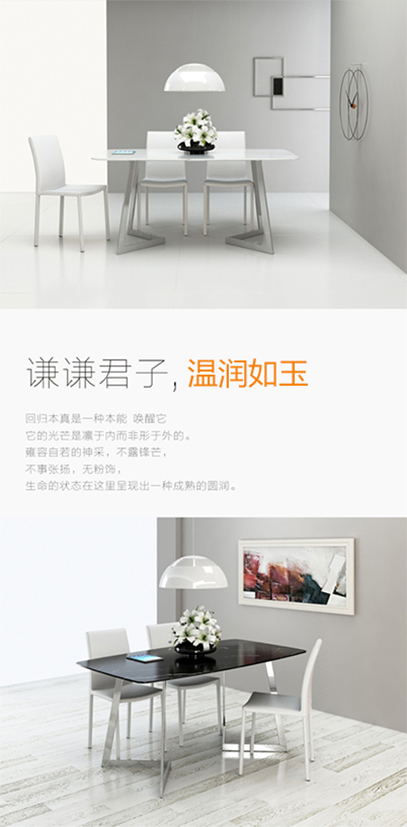 谦谦君子,温润如玉
回归本真是一种本能 唤醒它
它的光芒是凛于内而非形于外的。
雍容自若的神采，不露锋芒，
不事张扬，无粉饰，
生命的状态在这里呈现出一种成熟的圆润。